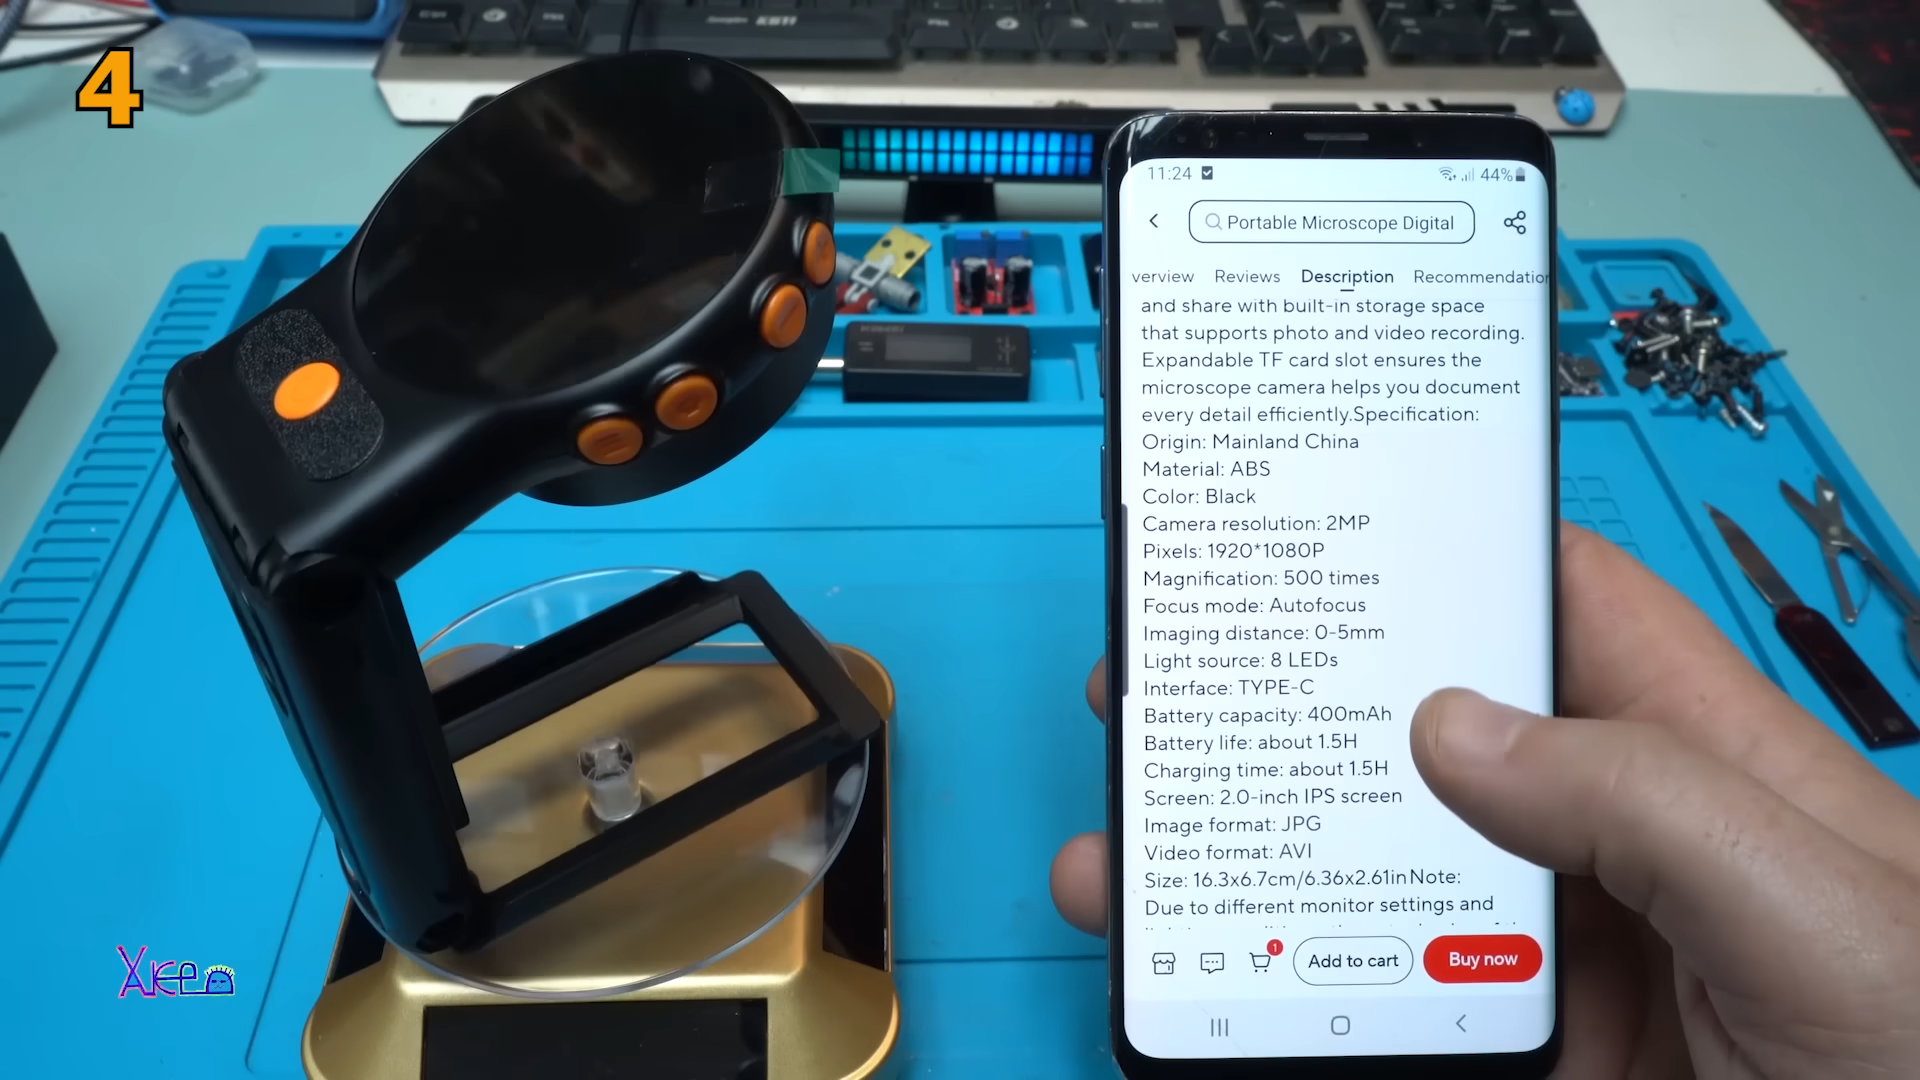 4
Ctrl
K511
Ctrl
11:24
44%
Portable Microscope Digital
verview Reviews Description Recommendation
and share with built-in storage space
that supports photo and video recording.
Expandable TF card slot ensures the
microscope camera helps you document
every detail efficiently.Specification:
Origin: Mainland China
Material: ABS
Color: Black
Camera resolution: 2MP
Pixels: 1920*1080P
Magnification: 500 times
Focus mode: Autofocus
Imaging distance: 0-5mm
Light source: 8 LEDs
Interface: TYPE-C
Battery capacity: 400mAh
Battery life: about 1.5H
Charging time: about 1.5H
Screen: 2.0-inch IPS screen
Image format: JPG
Video format: AVI
Size: 16.3x6.7cm/6.36x2.61inNote:
Due to different monitor settings and
1
Add to cart
Buy now